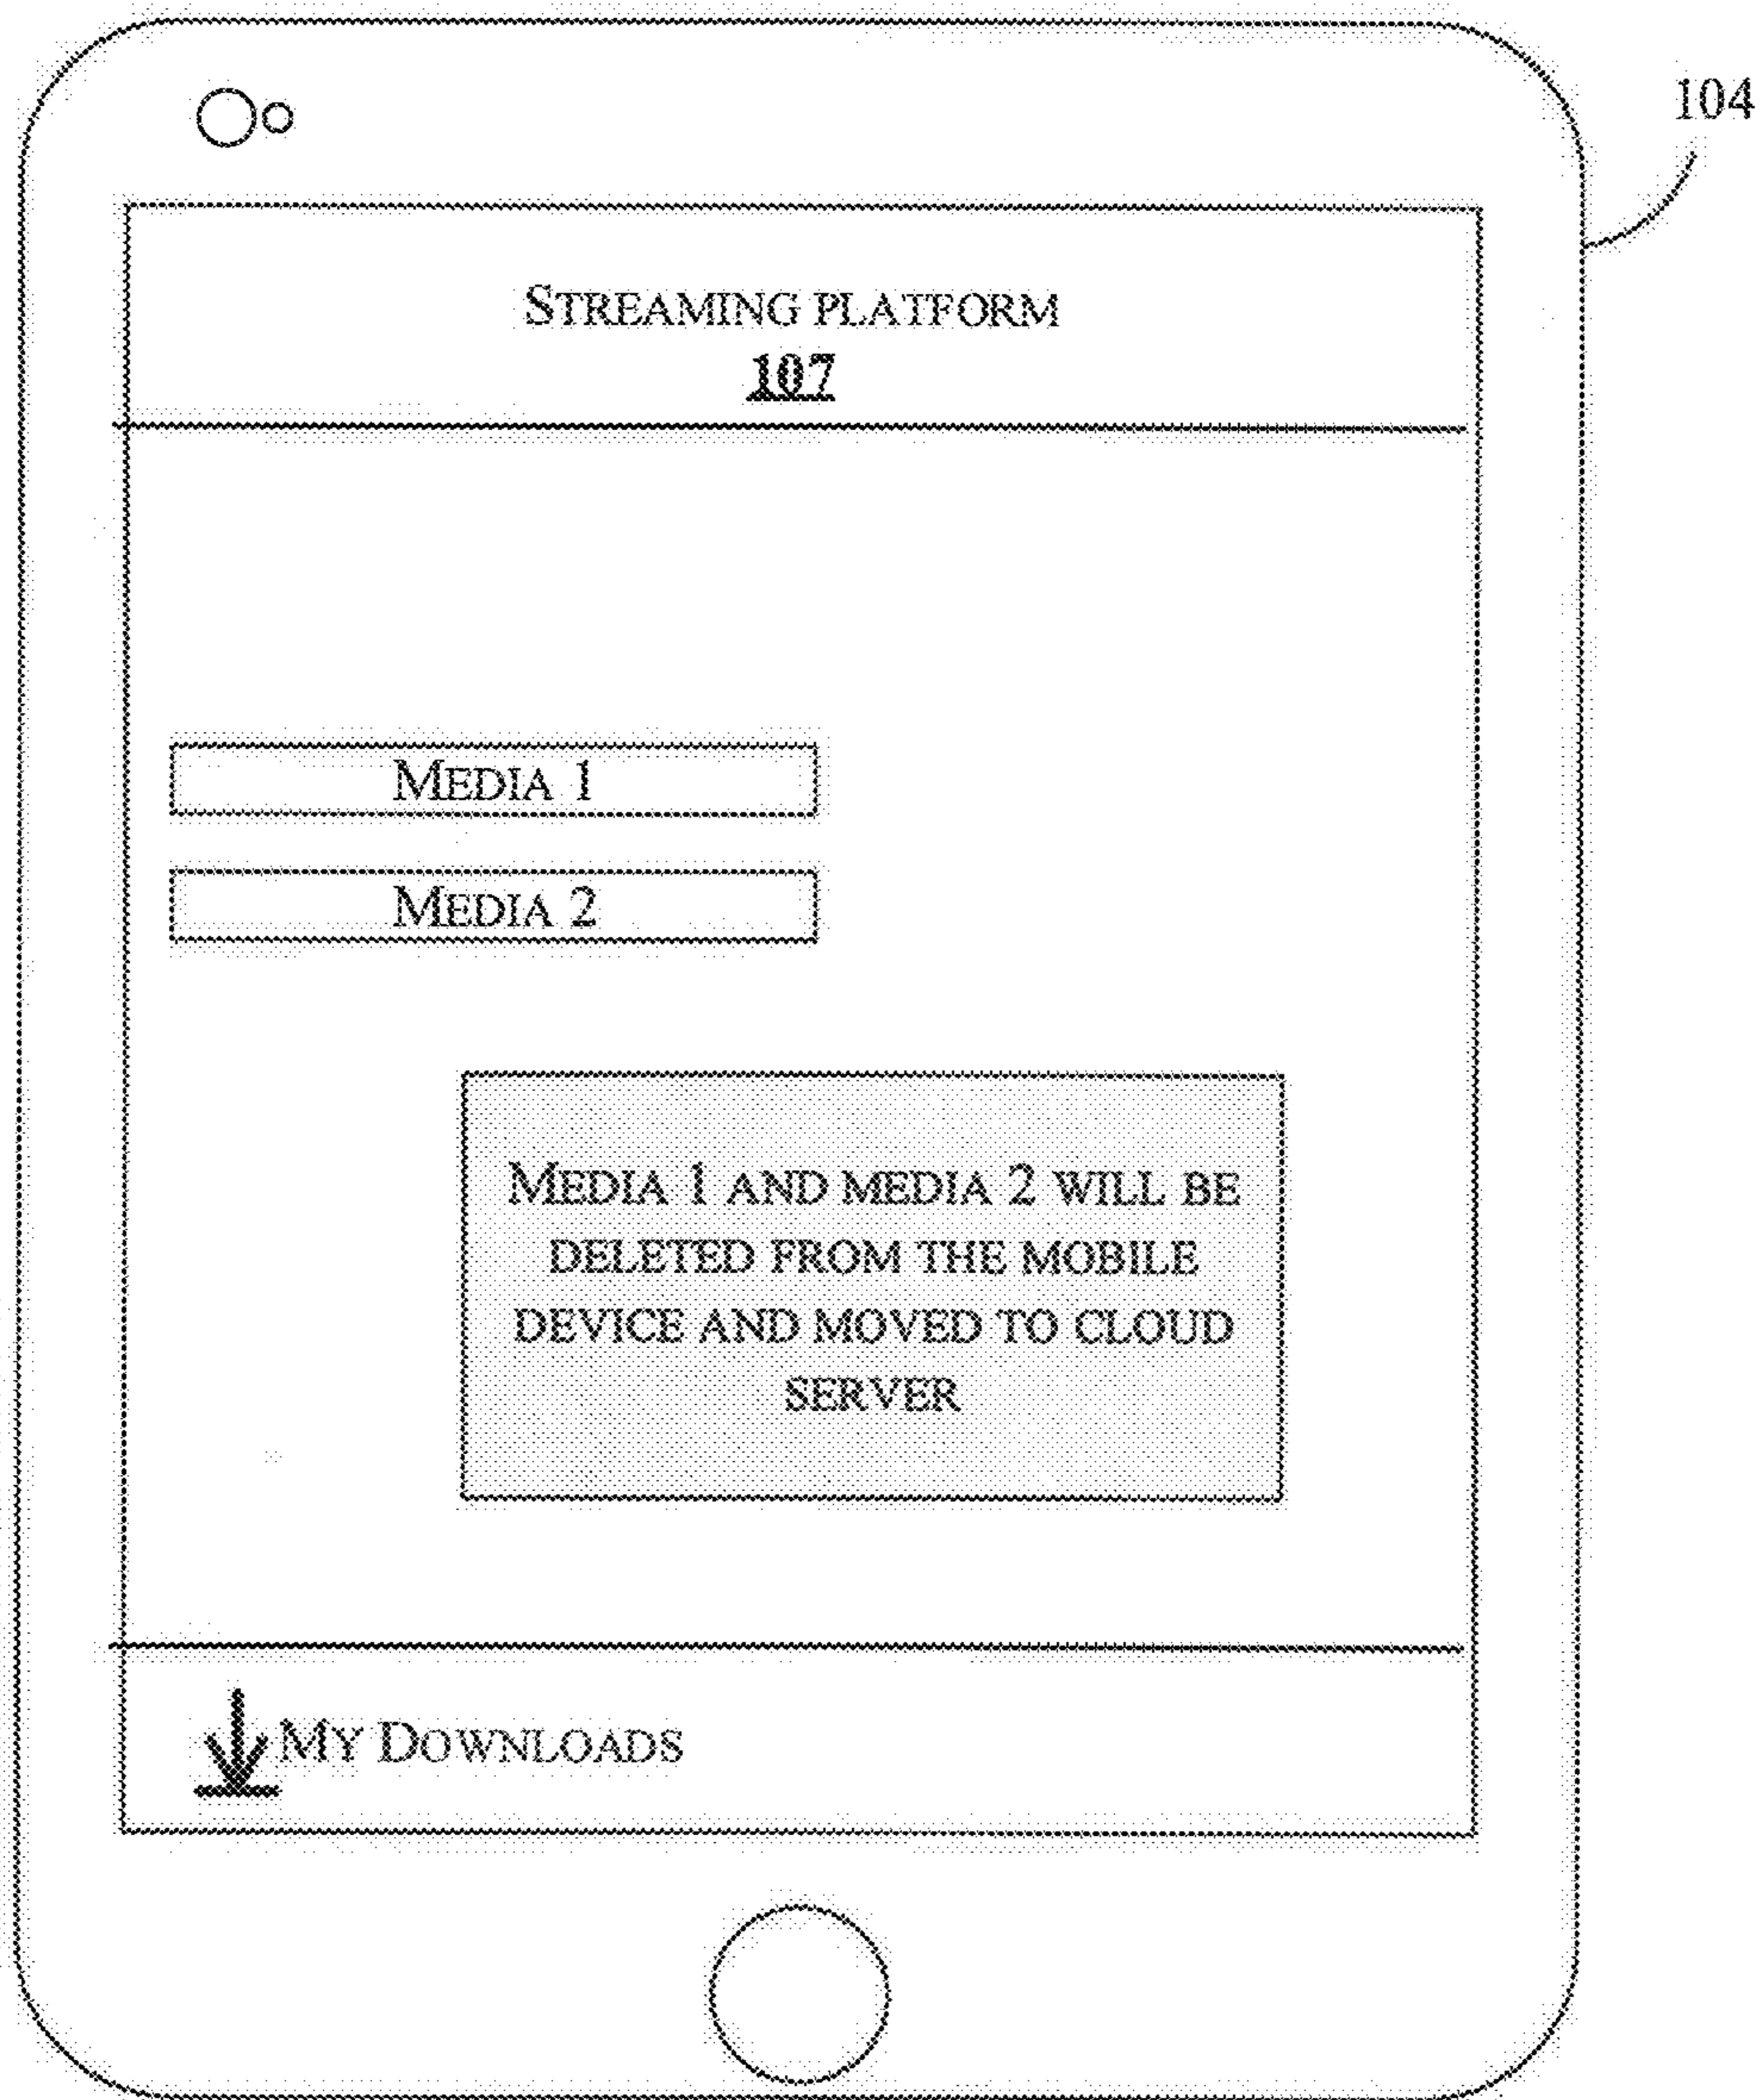 104
STREAMING PLATFORM
107
MEDIA 1
MEDIA 2
MEDIA 1 AND MEDIA 2 WILL BE
DELETED FROM THE MOBILE
DEVICE AND MOVED TO CLOUD
SERVER
MY DOWNLOADS